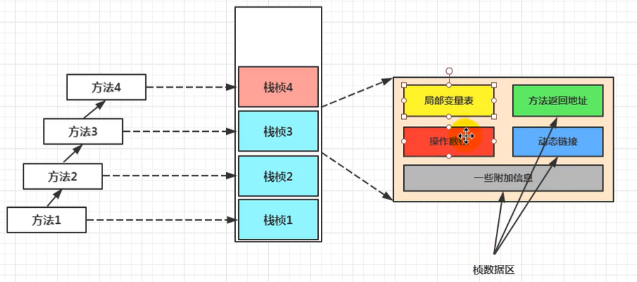 方法4
方法3
方法2
方法1
栈桢4
栈桢3
栈桢2
栈桢1
局部变量表
方法返回地址
操作数栈
动态链接
一些附加信息
桢数据区